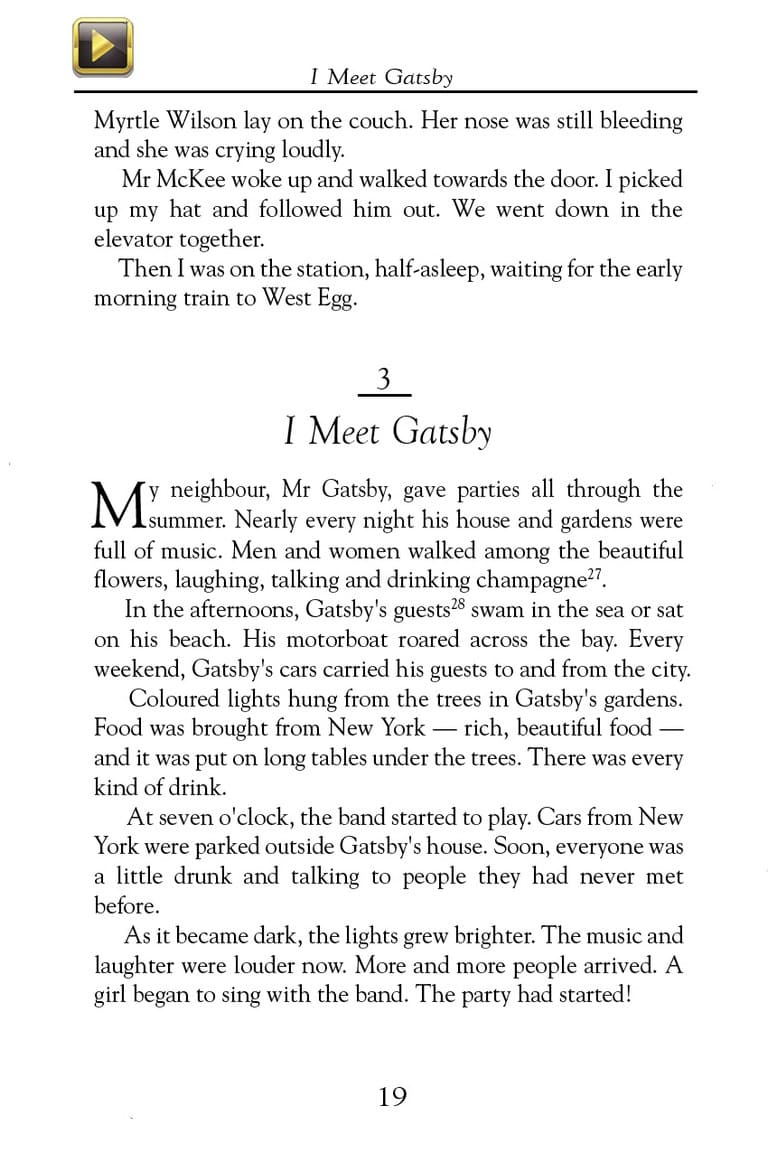 I Meet Gatsby
Myrtle Wilson lay on the couch. Her nose was still bleeding
and she was crying loudly.
Mr McKee woke up and walked towards the door. I picked
up my hat and followed him out. We went down in the
elevator together.
Then I was on the station, half-asleep, waiting for the early
morning train to West Egg.
3
I Meet Gatsby
My neighbour, Mr Gatsby, gave parties all through the
summer. Nearly every night his house and gardens were
full of music. Men and women walked among the beautiful
flowers, laughing, talking and drinking champagne²⁷.
In the afternoons, Gatsby's guests²⁸ swam in the sea or sat
on his beach. His motorboat roared across the bay. Every
weekend, Gatsby's cars carried his guests to and from the city.
Coloured lights hung from the trees in Gatsby's gardens.
Food was brought from New York — rich, beautiful food —
and it was put on long tables under the trees. There was every
kind of drink.
At seven o'clock, the band started to play. Cars from New
York were parked outside Gatsby's house. Soon, everyone was
a little drunk and talking to people they had never met
before.
As it became dark, the lights grew brighter. The music and
laughter were louder now. More and more people arrived. A
girl began to sing with the band. The party had started!
19